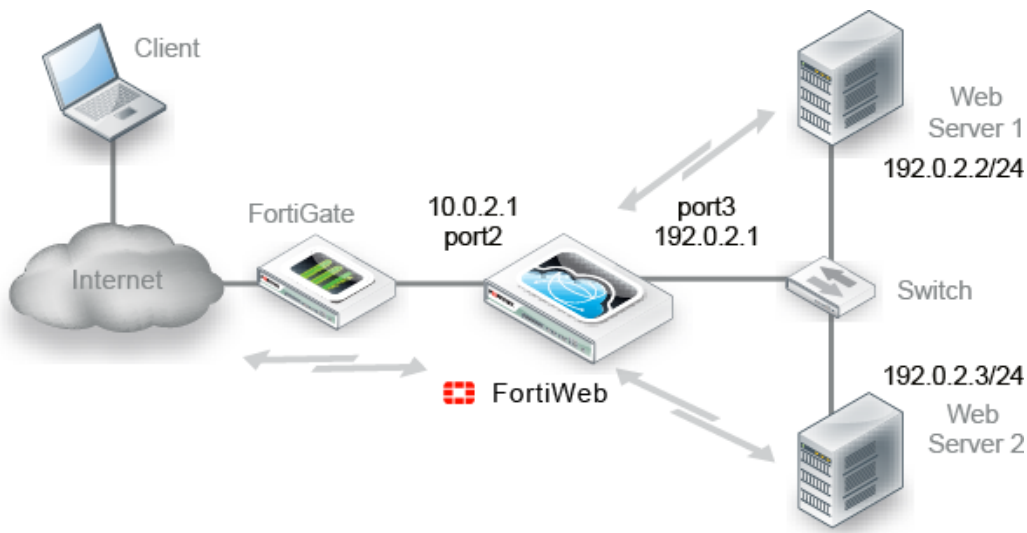 Client
Web
Server 1
192.0.2.2/24
FortiGate
10.0.2.1
port2
port3
192.0.2.1
Internet
Switch
FortiWeb
192.0.2.3/24
Web
Server 2